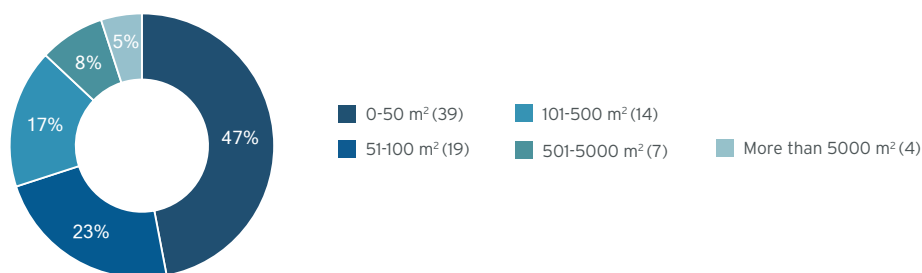 5%
8%
17%
47%
23%
0-50 m² (39)
101-500 m² (14)
51-100 m² (19)
501-5000 m² (7)
More than 5000 m² (4)